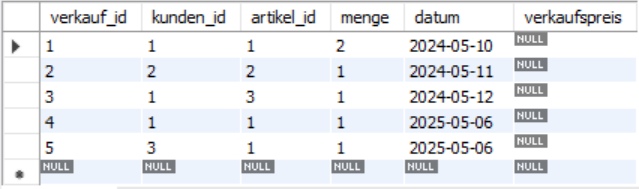 verkauf_id kunden_id artikel_id menge datum verkaufspreis
1 1 1 2 2024-05-10 NULL
2 2 2 1 2024-05-11 NULL
3 1 3 1 2024-05-12 NULL
4 1 1 1 2025-05-06 NULL
5 3 1 1 2025-05-06 NULL
NULL NULL NULL NULL NULL NULL